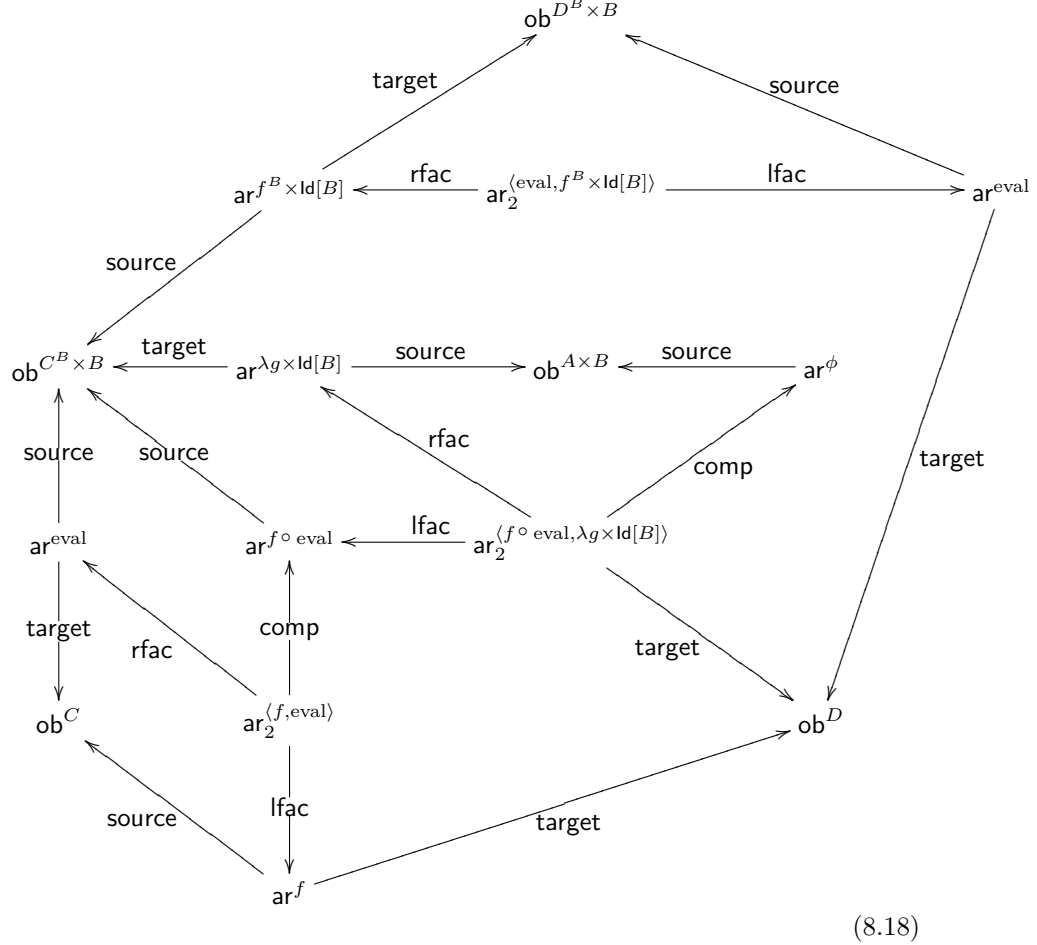 ob^{D^B × B}
target
source
ar^{f^B × Id[B]} rfac ar_2^{⟨eval, f^B × Id[B]⟩} lfac ar^{eval}
source
ob^{C^B × B} target ar^{λg × Id[B]} source ob^{A×B} source ar^ϕ
rfac
source source comp target
ar^{eval} ar^{f ∘ eval} lfac ar_2^{⟨f ∘ eval, λg × Id[B]⟩}
target comp
rfac target
ob^C ar_2^{⟨f,eval⟩} ob^D
source lfac target
ar^f
(8.18)